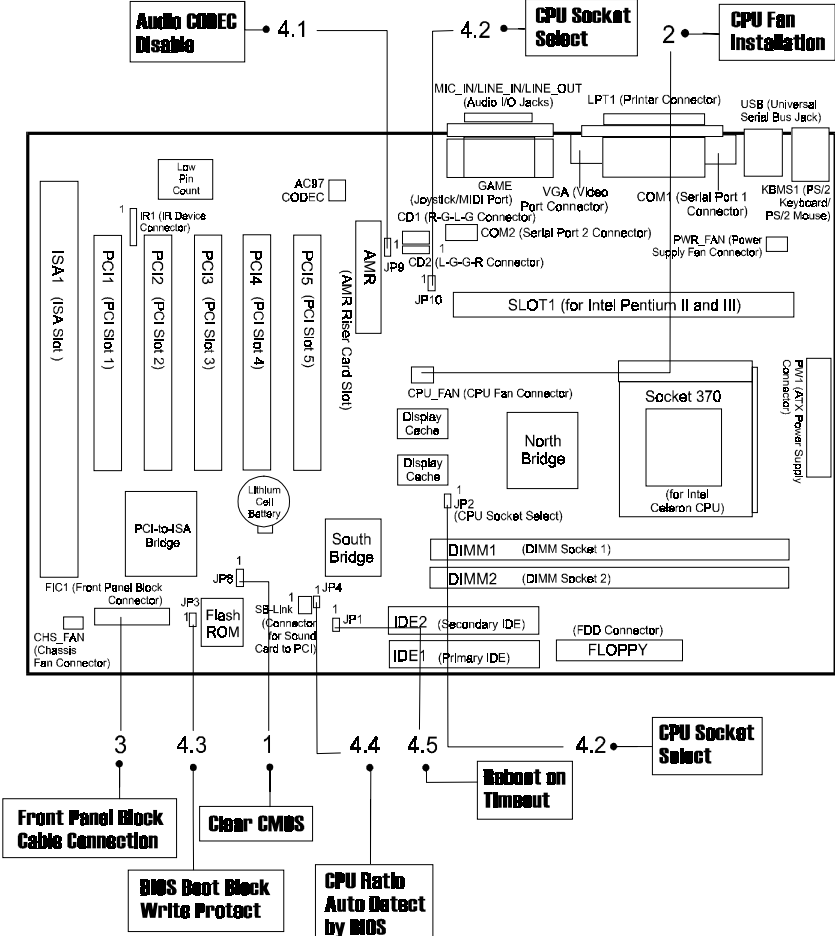 Audio CODEC
Disable
4.1
4.2
CPU Socket
Select
2
CPU Fan
Installation
MIC_IN/LINE_IN/LINE_OUT
(Audio I/O Jacks)
LPT1 (Printer Connector)
USB (Universal
Serial Bus Jack)
Low
Pin
Count
AC97
CODEC
GAME
(Joystick/MIDI Port)
VGA (Video
Port Connector)
COM1 (Serial Port 1
Connector)
KBMS1 (PS/2
Keyboard/
PS/2 Mouse)
1
IR1 (IR Device
Connector)
CD1 (R-G-L-G Connector)
COM2 (Serial Port 2 Connector)
PWR_FAN (Power
Supply Fan Connector)
1
1
JP9
CD2 (L-G-G-R Connector)
1
JP10
SLOT1 (for Intel Pentium II and III)
ISA1 (ISA Slot )
PCI1 (PCI Slot 1)
PCI2 (PCI Slot 2)
PCI3 (PCI Slot 3)
PCI4 (PCI Slot 4)
PCI5 (PCI Slot 5)
AMR
(AMR Riser Card Slot)
CPU_FAN (CPU Fan Connector)
Socket 370
(for Intel
Celeron CPU)
PW1 (ATX Power Supply
Connector)
Display
Cache
Display
Cache
North
Bridge
1
JP2
(CPU Socket Select)
Lithium
Cell
Battery
PCI-to-ISA
Bridge
South
Bridge
DIMM1 (DIMM Socket 1)
DIMM2 (DIMM Socket 2)
1
JP8
FIC1 (Front Panel Block
Connector)
JP3
1
Flash
ROM
SB-Link
(Connector
for Sound
Card to PCI)
1
JP4
1
JP1
IDE2 (Secondary IDE)
IDE1 (Primary IDE)
(FDD Connector)
FLOPPY
CHS_FAN
(Chassis
Fan Connector)
3
4.3
1
4.4
4.5
4.2
CPU Socket
Select
Reboot on
Timeout
Front Panel Block
Cable Connection
Clear CMOS
BIOS Boot Block
Write Protect
CPU Ratio
Auto Detect
by BIOS